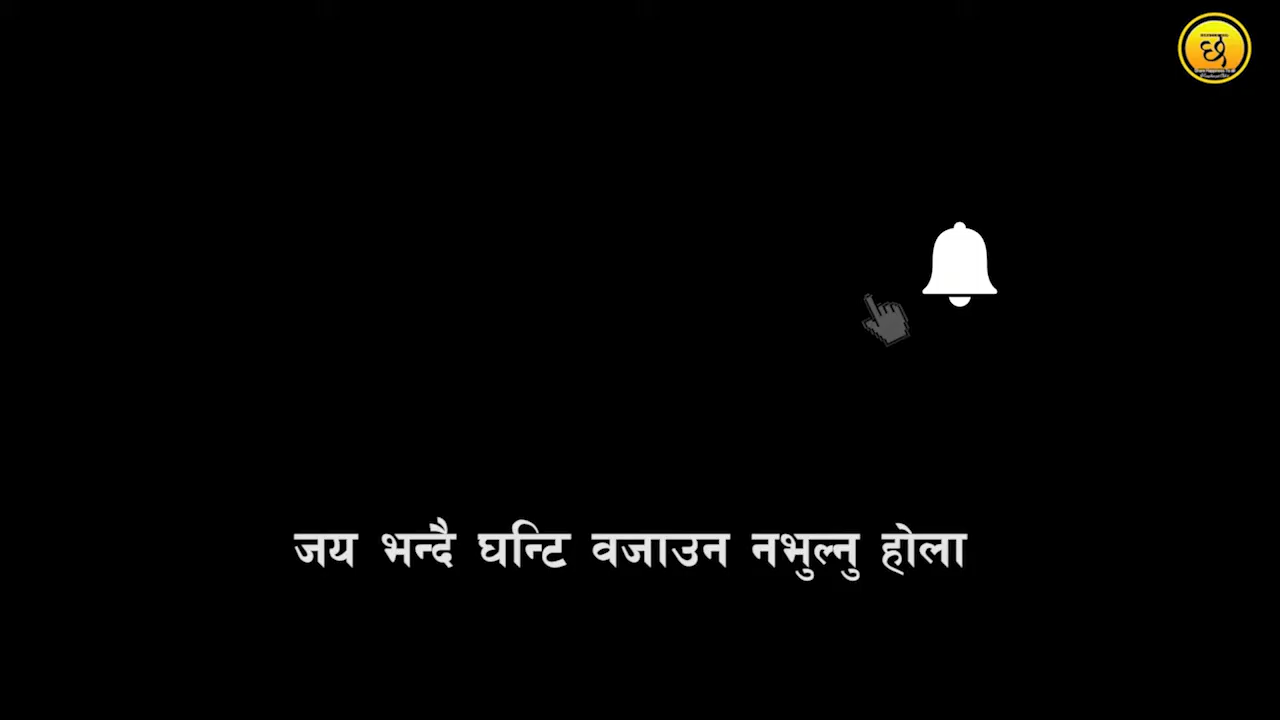 छ
जय भन्दै घन्टि वजाउन नभुल्नु होला